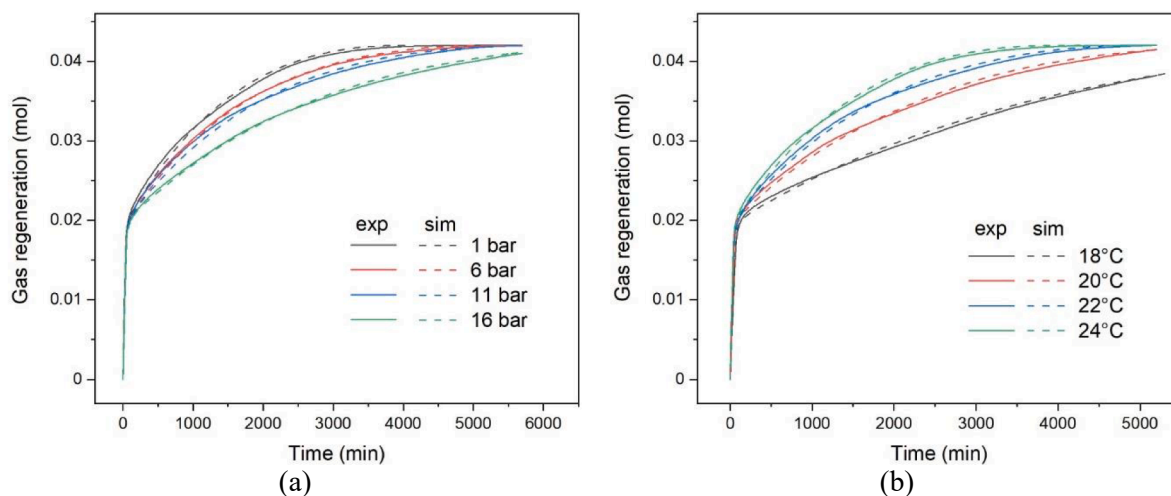 Gas regeneration (mol)
0.04
0.03
0.02
0.01
0
exp sim
1 bar
6 bar
11 bar
16 bar
0 1000 2000 3000 4000 5000 6000
Time (min)
(a)
Gas regeneration (mol)
0.04
0.03
0.02
0.01
0
exp sim
18°C
20°C
22°C
24°C
0 1000 2000 3000 4000 5000
Time (min)
(b)